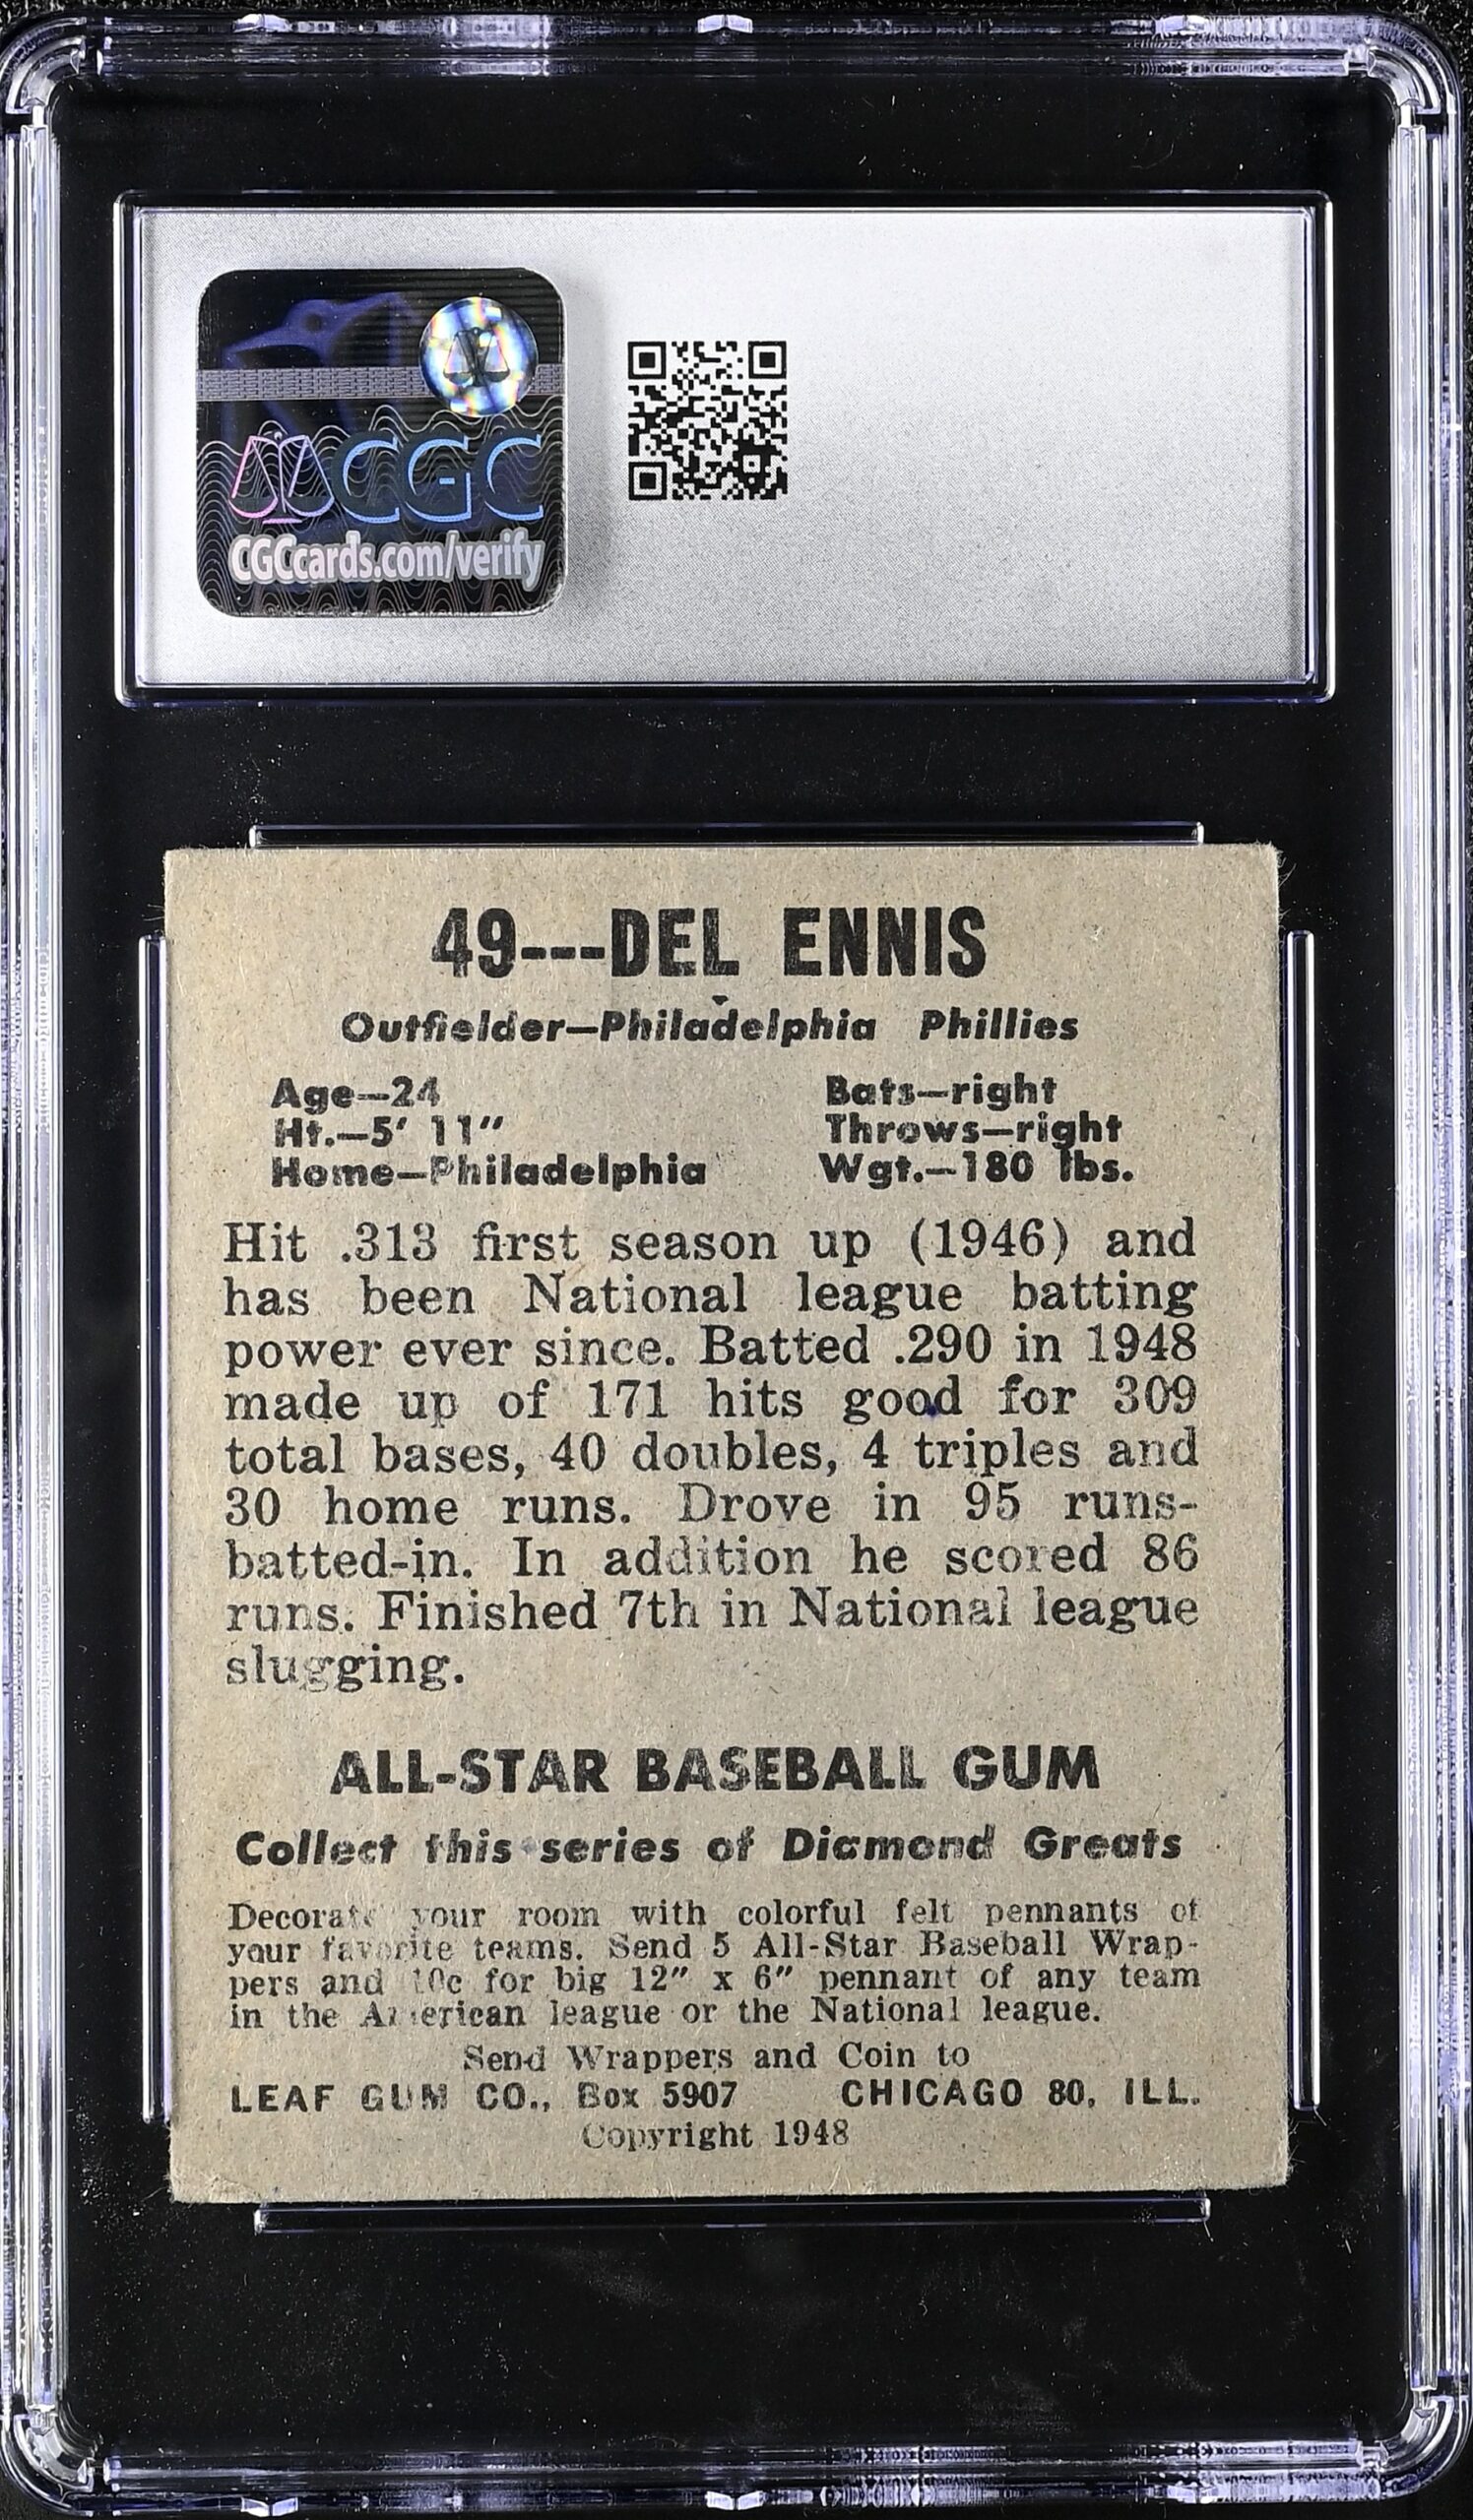 CGC
CGCcards.com/verify
49---DEL ENNIS
Outfielder—Philadelphia Phillies
Age—24 Bats—right
Ht.—5' 11" Throws—right
Home—Philadelphia Wgt.—180 lbs.
Hit .313 first season up (1946) and
has been National league batting
power ever since. Batted .290 in 1948
made up of 171 hits good for 309
total bases, 40 doubles, 4 triples and
30 home runs. Drove in 95 runs-
batted-in. In addition he scored 86
runs. Finished 7th in National league
slugging.
ALL-STAR BASEBALL GUM
Collect this series of Diamond Greats
Decorate your room with colorful felt pennants of
your favorite teams. Send 5 All-Star Baseball Wrap-
pers and 10c for big 12" x 6" pennant of any team
in the American league or the National league.
Send Wrappers and Coin to
LEAF GUM CO., Box 5907 CHICAGO 80, ILL.
Copyright 1948